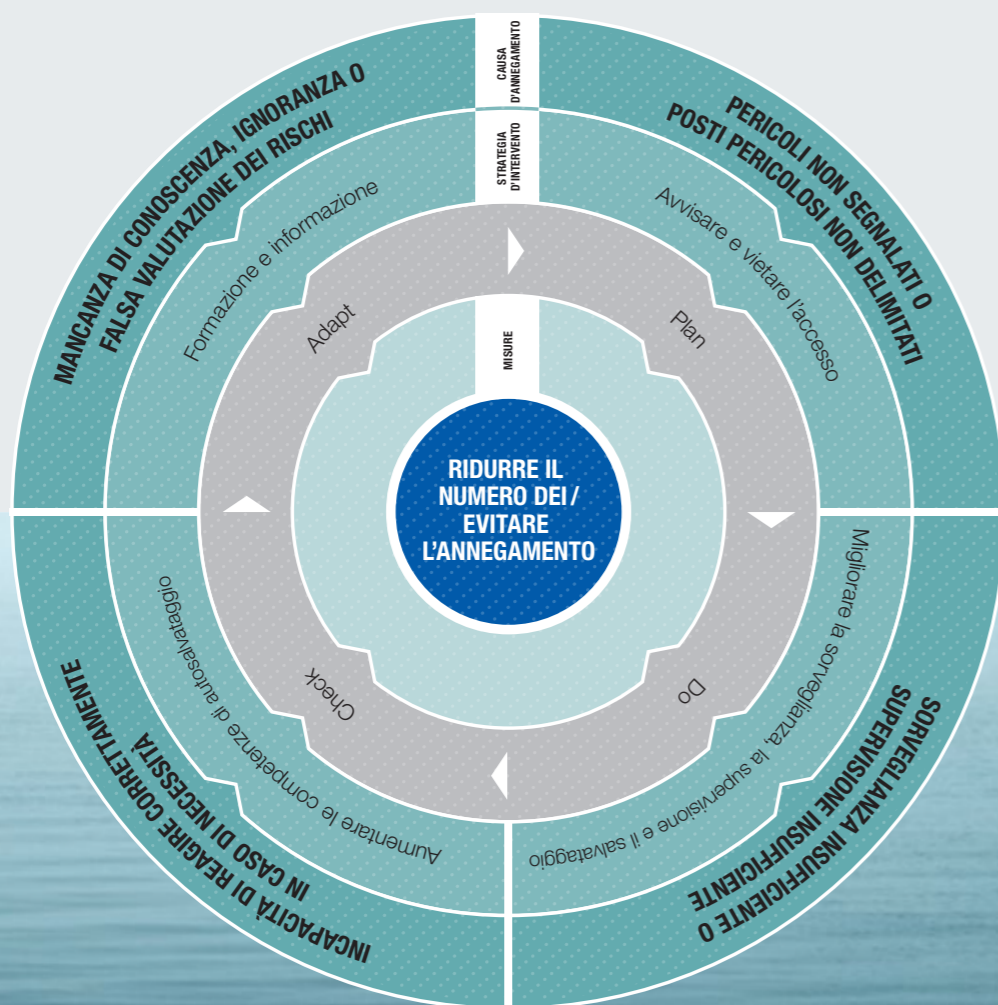 CAUSA
D'ANNEGAMENTO
STRATEGIA
D'INTERVENTO
MISURE
MANCANZA DI CONOSCENZA, IGNORANZA O
FALSA VALUTAZIONE DEI RISCHI
Formazione e informazione
Adapt
PERICOLI NON SEGNALATI O
POSTI PERICOLOSI NON DELIMITATI
Avvisare e vietare l'accesso
Plan
RIDURRE IL
NUMERO DEI /
EVITARE
L'ANNEGAMENTO
SORVEGLIANZA INSUFFICIENTE O
SUPERVISIONE INSUFFICIENTE
Migliorare la sorveglianza, la supervisione e il salvataggio
Do
INCAPACITÀ DI REAGIRE CORRETTAMENTE
IN CASO DI NECESSITÀ
Aumentare le competenze di autosalvataggio
Check